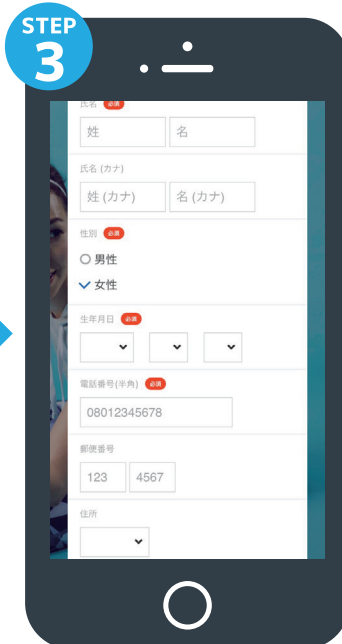 STEP
3
氏名 必須
姓 名
氏名 (カナ)
姓 (カナ) 名 (カナ)
性別 必須
男性
女性
生年月日 必須
電話番号(半角) 必須
08012345678
郵便番号
123 4567
住所